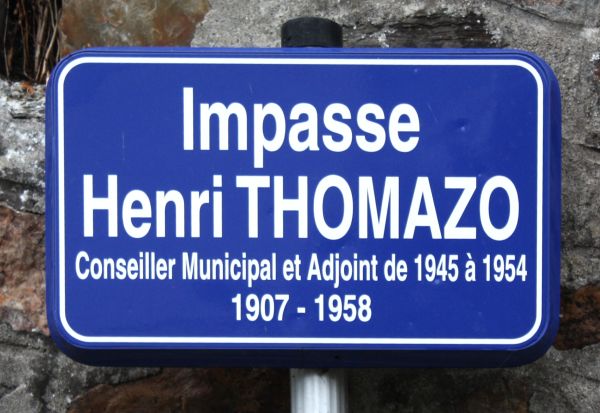 Impasse
Henri THOMAZO
Conseiller Municipal et Adjoint de 1945 à 1954
1907 - 1958